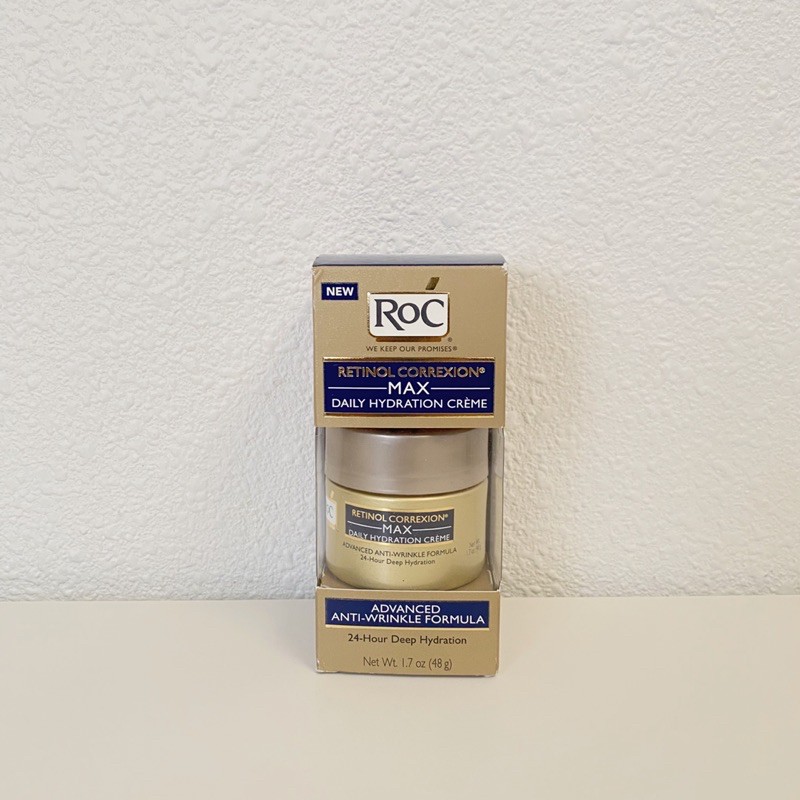 NEW
RoC
WE KEEP OUR PROMISES®
RETINOL CORREXION®
MAX
DAILY HYDRATION CRÈME
RETINOL CORREXION®
MAX
DAILY HYDRATION CRÈME
ADVANCED ANTI-WRINKLE FORMULA
24-Hour Deep Hydration
ADVANCED
ANTI-WRINKLE FORMULA
24-Hour Deep Hydration
Net Wt. 1.7 oz (48 g)